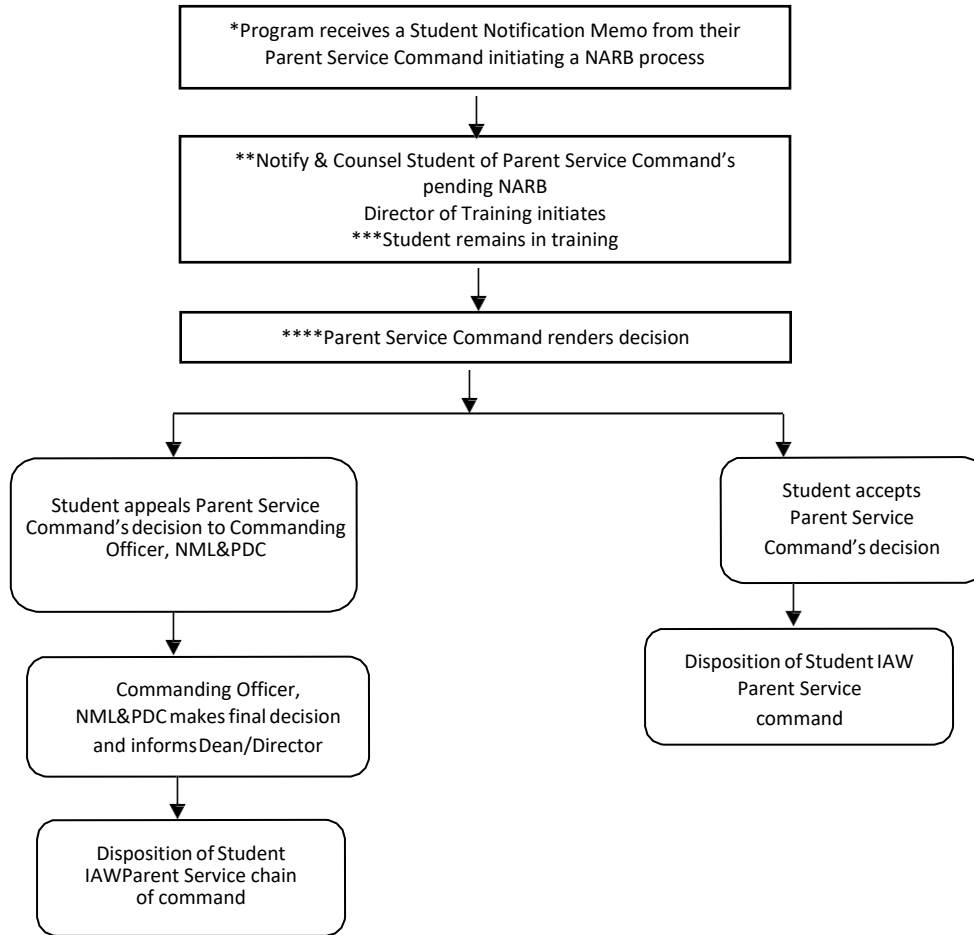 *Program receives a Student Notification Memo from their
Parent Service Command initiating a NARB process
**Notify & Counsel Student of Parent Service Command's
pending NARB
Director of Training initiates
***Student remains in training
****Parent Service Command renders decision
Student appeals Parent Service
Command's decision to Commanding
Officer, NML&PDC
Student accepts
Parent Service
Command's decision
Commanding Officer,
NML&PDC makes final decision
and informs Dean/Director
Disposition of Student IAW
Parent Service
command
Disposition of Student
IAWParent Service chain
of command